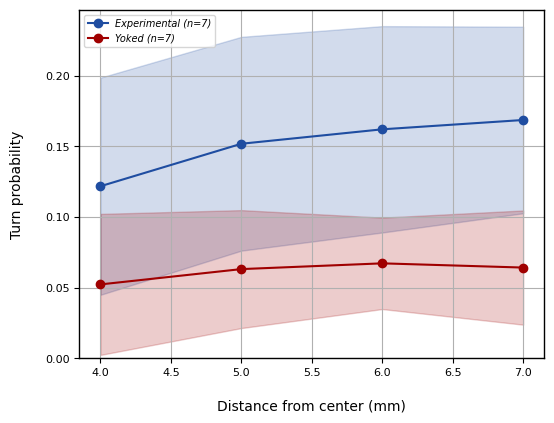 Experimental (n=7)
Yoked (n=7)
Turn probability
0.20
0.15
0.10
0.05
0.00
4.0 4.5 5.0 5.5 6.0 6.5 7.0
Distance from center (mm)